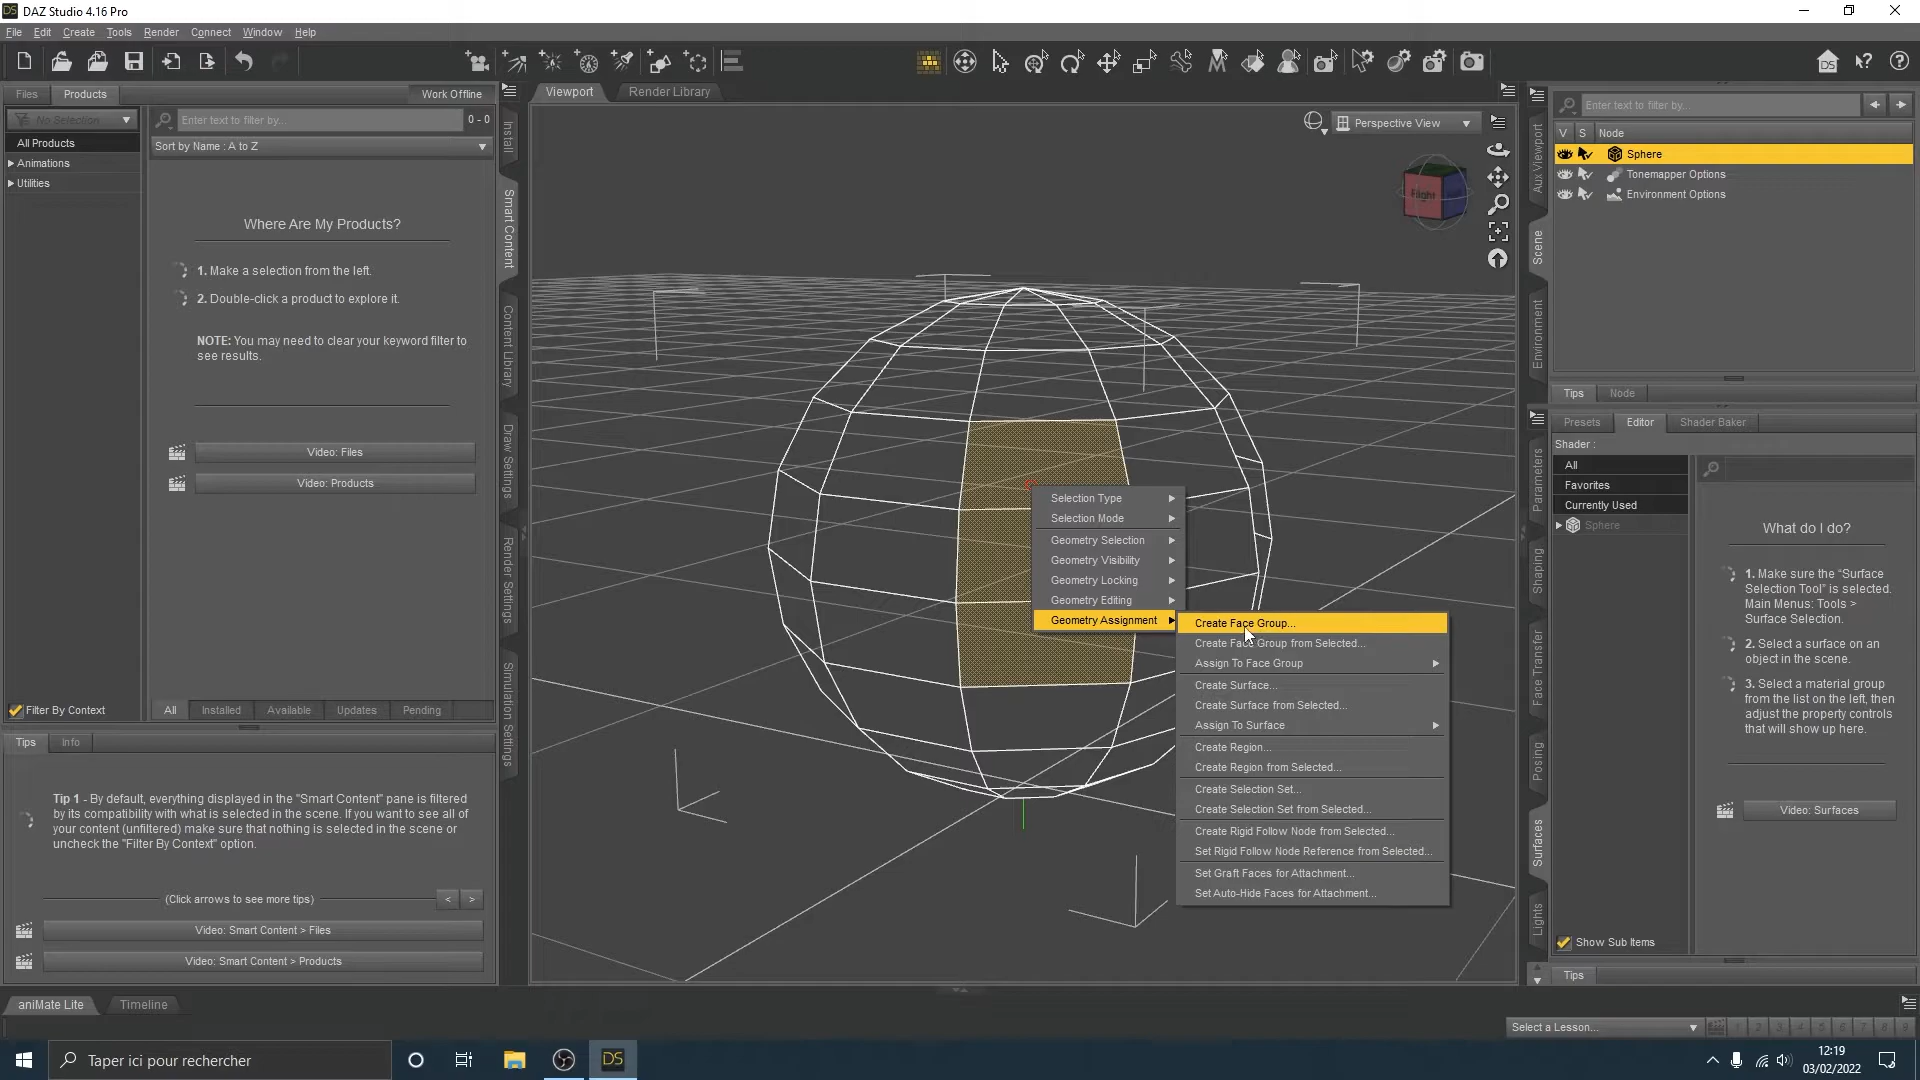 DAZ Studio 4.16 Pro
File Edit Create Tools Render Connect Window Help
Files Products Work Offline
No Selection
Enter text to filter by... 0 - 0
All Products
Sort by Name : A to Z
Animations
Utilities
Where Are My Products?
1. Make a selection from the left.
2. Double-click a product to explore it.
NOTE: You may need to clear your keyword filter to
see results.
Video: Files
Video: Products
Filter By Context
All Installed Available Updates Pending
Tips Info
Tip 1 - By default, everything displayed in the "Smart Content" pane is filtered
by its compatibility with what is selected in the scene. If you want to see all of
your content (unfiltered) make sure that nothing is selected in the scene or
uncheck the "Filter By Context" option.
(Click arrows to see more tips) < >
Video: Smart Content > Files
Video: Smart Content > Products
aniMate Lite Timeline
Install
Smart Content
Content Library
Draw Settings
Render Settings
Simulation Settings
Viewport Render Library
Perspective View
Right
Selection Type
Selection Mode
Geometry Selection
Geometry Visibility
Geometry Locking
Geometry Editing
Geometry Assignment
Create Face Group...
Create Face Group from Selected...
Assign To Face Group
Create Surface...
Create Surface from Selected...
Assign To Surface
Create Region...
Create Region from Selected...
Create Selection Set...
Create Selection Set from Selected...
Create Rigid Follow Node from Selected...
Set Rigid Follow Node Reference from Selected...
Set Graft Faces for Attachment...
Set Auto-Hide Faces for Attachment...
Aux Viewport
Scene
Environment
Enter text to filter by...
V S Node
Sphere
Tonemapper Options
Environment Options
Tips Node
Parameters
Shaping
Face Transfer
Posing
Surfaces
Lights
Presets Editor Shader Baker
Shader :
All
Favorites
Currently Used
Sphere
What do I do?
1. Make sure the "Surface
Selection Tool" is selected.
Main Menus: Tools >
Surface Selection.
2. Select a surface on an
object in the scene.
3. Select a material group
from the list on the left, then
adjust the property controls
that will show up here.
Video: Surfaces
Show Sub Items
Tips
Select a Lesson... 1 2 3 4 5 6 7 8 9
Taper ici pour rechercher
DS
12:19
03/02/2022